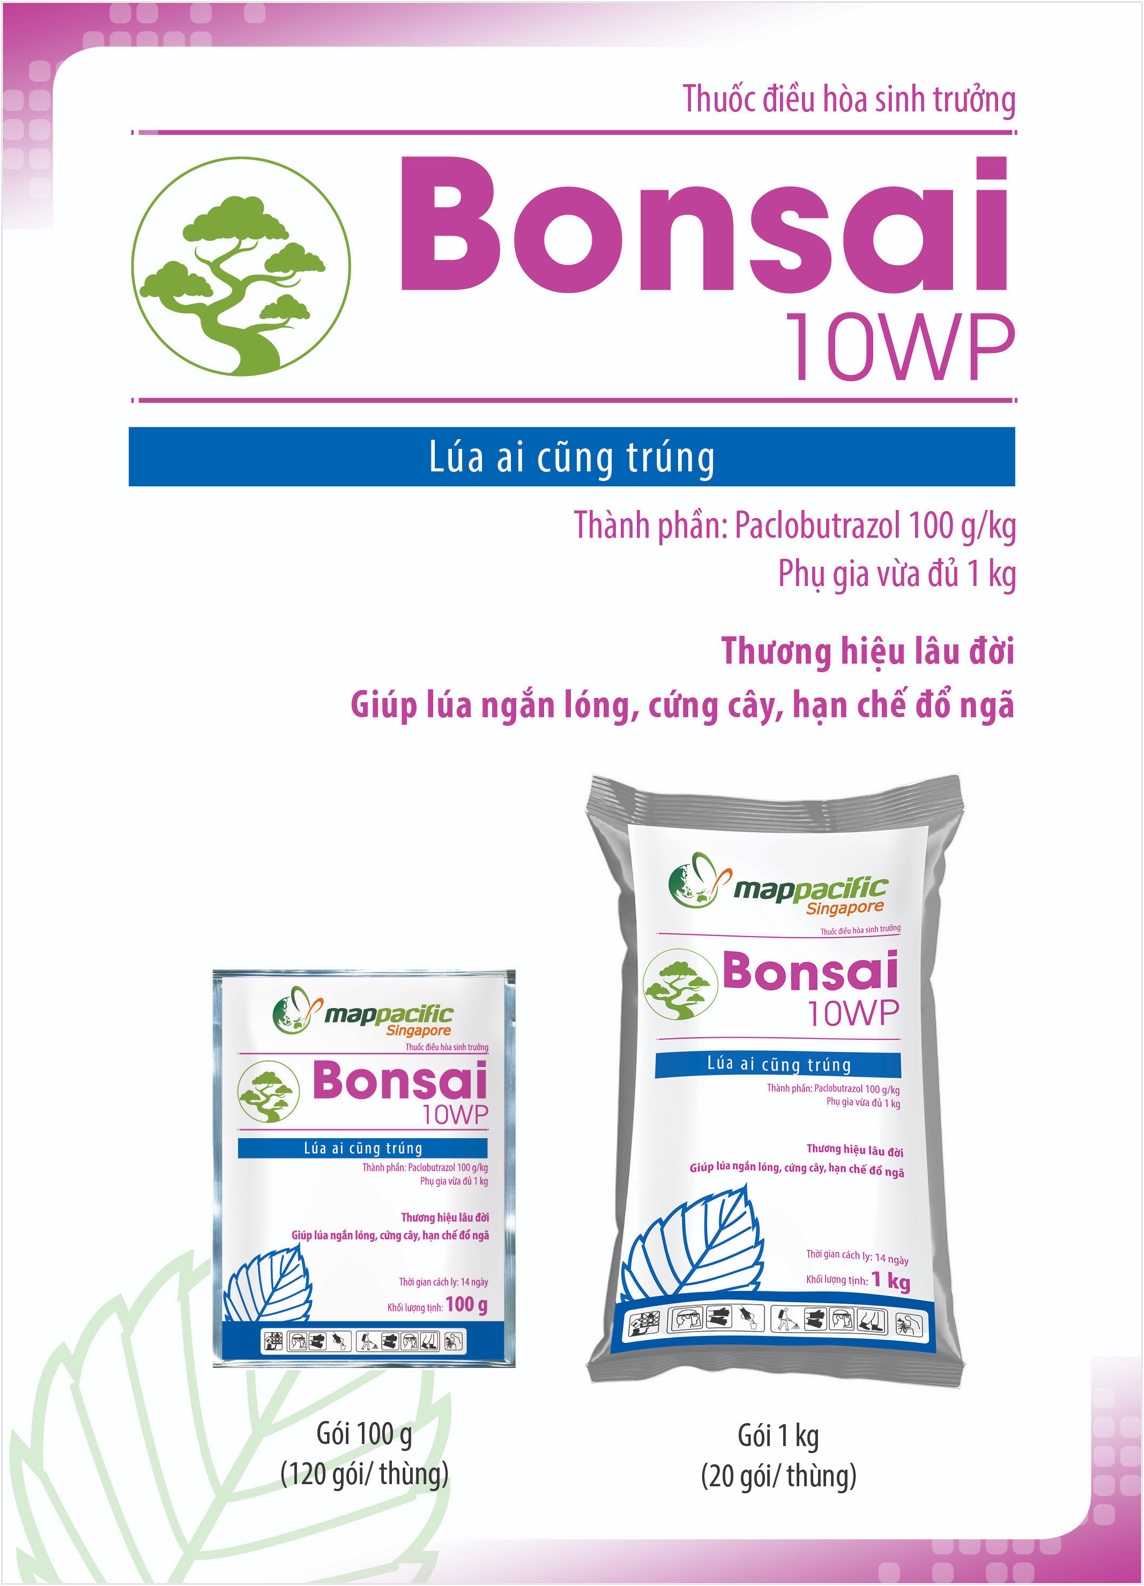 Thuốc điều hòa sinh trưởng
Bonsai
10WP
Lúa ai cũng trúng
Thành phần: Paclobutrazol 100 g/kg
Phụ gia vừa đủ 1 kg
Thương hiệu lâu đời
Giúp lúa ngắn lóng, cứng cây, hạn chế đổ ngã
mappacific
Singapore
Thuốc điều hòa sinh trưởng
Bonsai
10WP
Lúa ai cũng trúng
Thành phần: Paclobutrazol 100 g/kg
Phụ gia vừa đủ 1 kg
Thương hiệu lâu đời
Giúp lúa ngắn lóng, cứng cây, hạn chế đổ ngã
Thời gian cách ly: 14 ngày
Khối lượng tịnh: 100 g
Gói 100 g
(120 gói/ thùng)
mappacific
Singapore
Thuốc điều hòa sinh trưởng
Bonsai
10WP
Lúa ai cũng trúng
Thành phần: Paclobutrazol 100 g/kg
Phụ gia vừa đủ 1 kg
Thương hiệu lâu đời
Giúp lúa ngắn lóng, cứng cây, hạn chế đổ ngã
Thời gian cách ly: 14 ngày
Khối lượng tịnh: 1 kg
Gói 1 kg
(20 gói/ thùng)